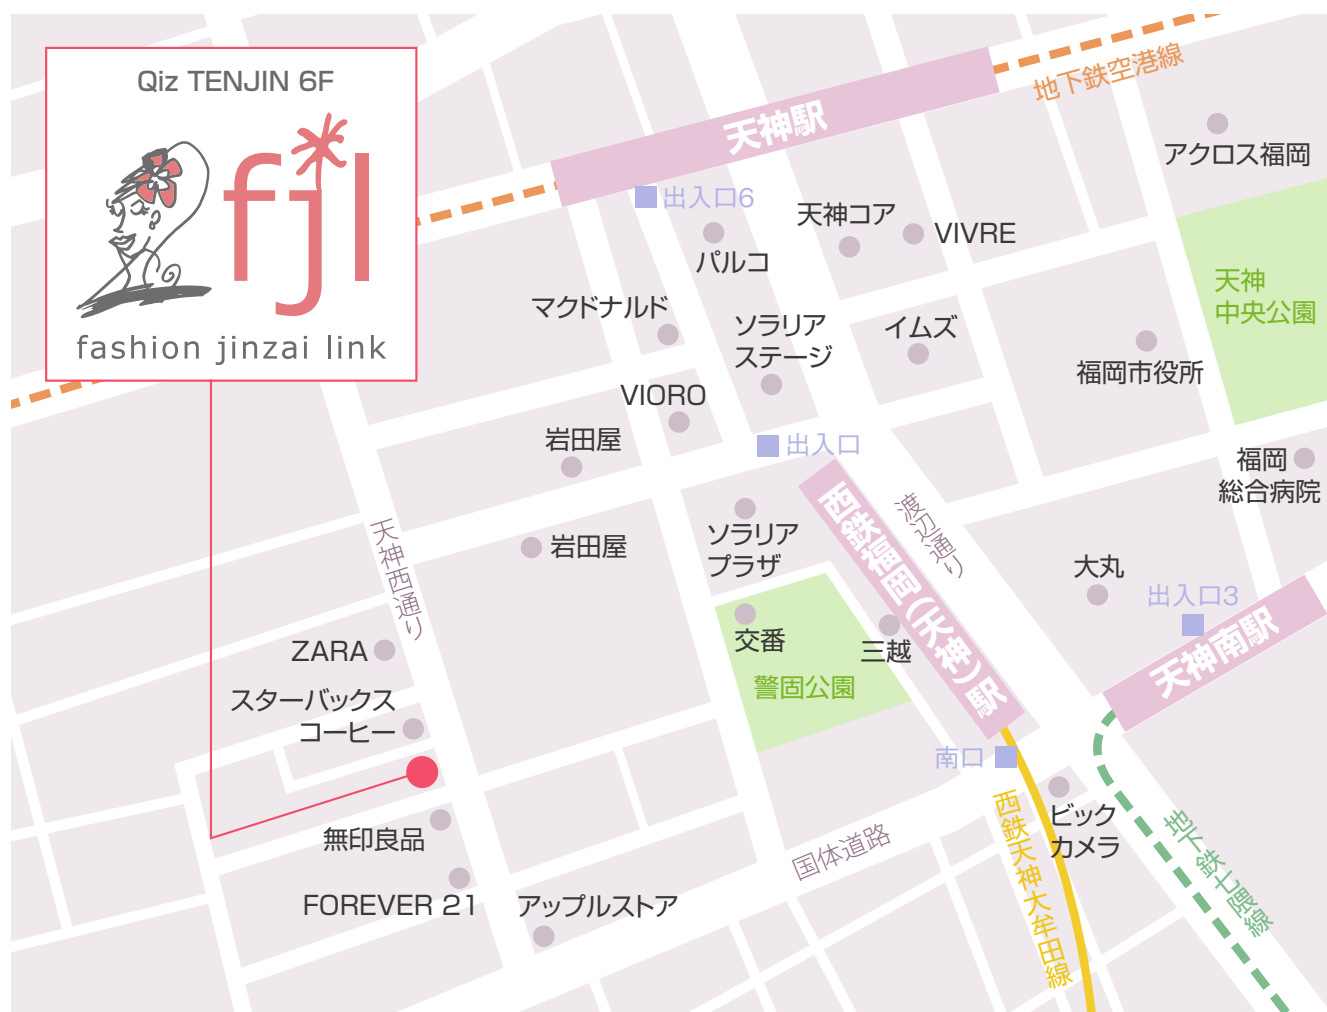 Qiz TENJIN 6F
fjl
fashion jinzai link
地下鉄空港線
天神駅
アクロス福岡
出入口6
天神コア
VIVRE
パルコ
天神
中央公園
マクドナルド
ソラリア
ステージ
イムズ
福岡市役所
VIORO
岩田屋
出入口
福岡
総合病院
西鉄福岡(天神)駅
渡辺通り
天神西通り
岩田屋
ソラリア
プラザ
大丸
出入口3
天神南駅
交番
三越
警固公園
ZARA
スターバックス
コーヒー
南口
無印良品
FOREVER 21
アップルストア
国体道路
西鉄天神大牟田線
ビック
カメラ
地下鉄七隈線